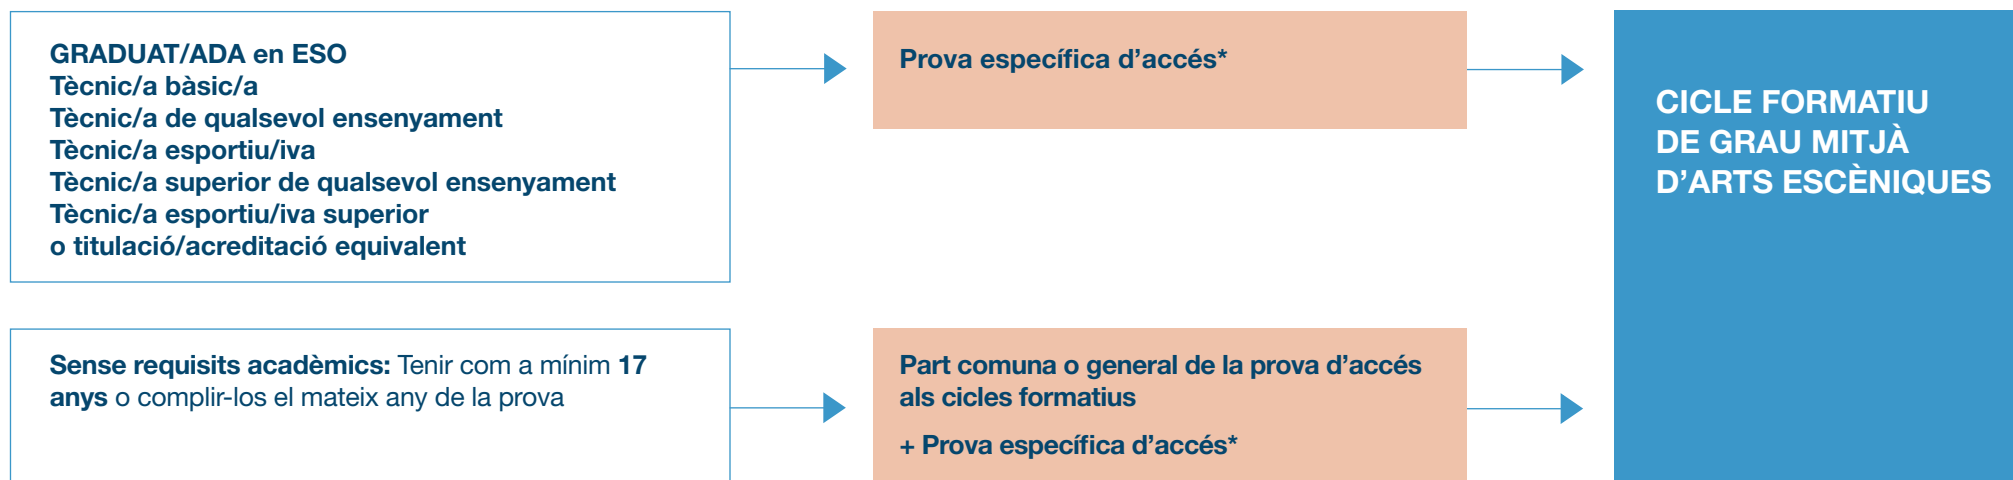 GRADUAT/ADA en ESO
Tècnic/a bàsic/a
Tècnic/a de qualsevol ensenyament
Tècnic/a esportiu/iva
Tècnic/a superior de qualsevol ensenyament
Tècnic/a esportiu/iva superior
o titulació/acreditació equivalent
Prova específica d’accés*
CICLE FORMATIU
DE GRAU MITJÀ
D’ARTS ESCÈNIQUES
Sense requisits acadèmics: Tenir com a mínim 17
anys o complir-los el mateix any de la prova
Part comuna o general de la prova d’accés
als cicles formatius
+ Prova específica d’accés*